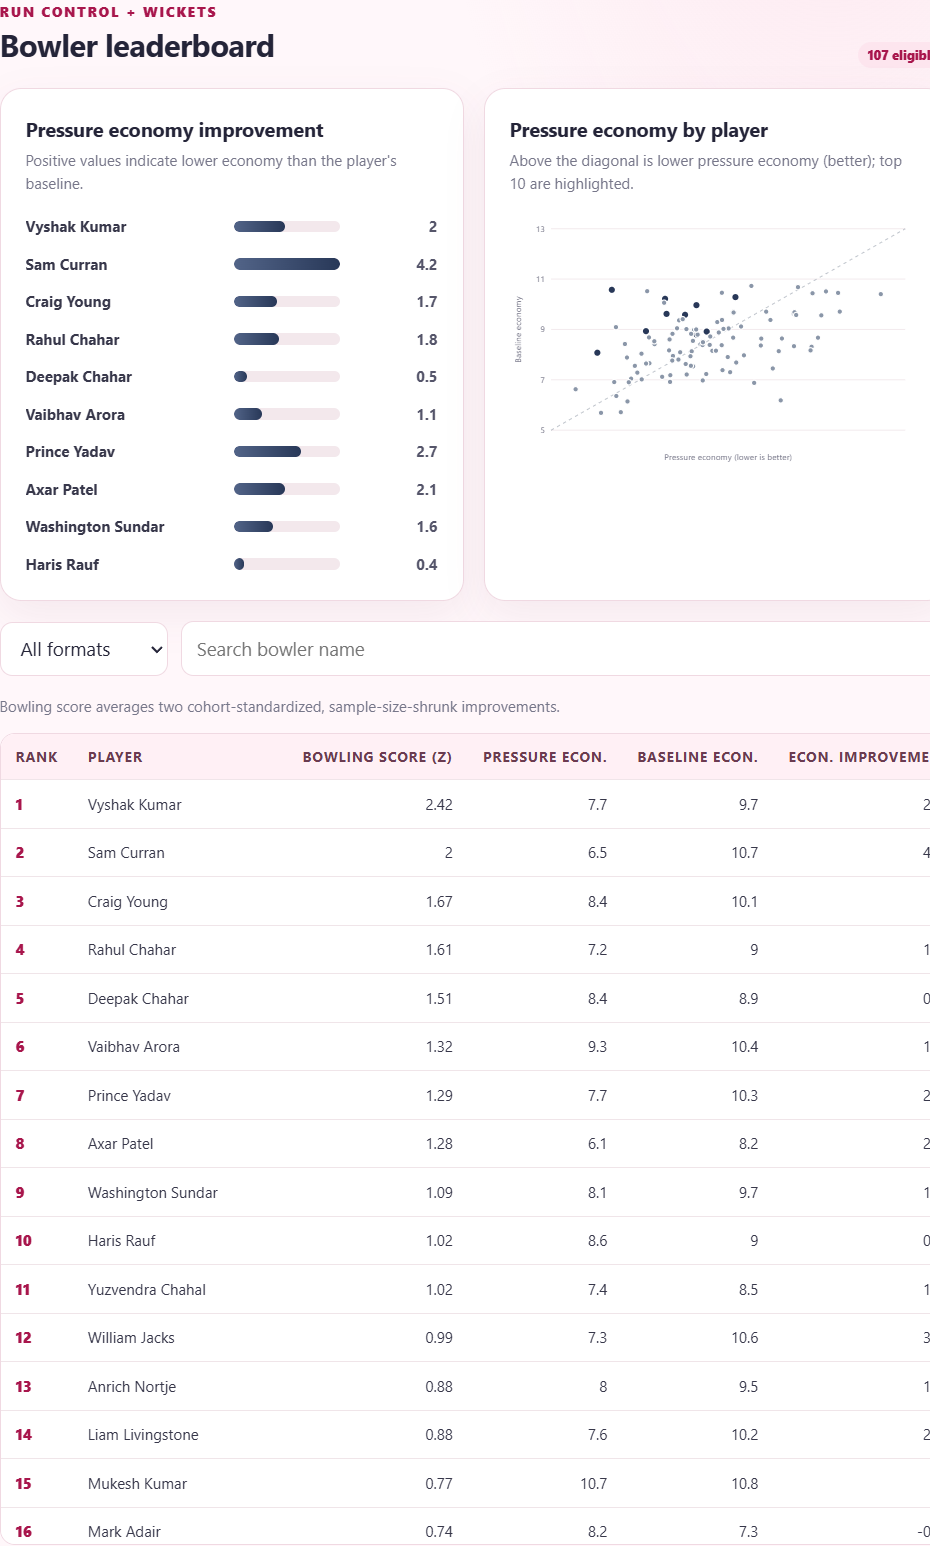 RUN CONTROL + WICKETS
Bowler leaderboard
107 eligibl
Pressure economy improvement
Positive values indicate lower economy than the player's
baseline.
Vyshak Kumar 2
Sam Curran 4.2
Craig Young 1.7
Rahul Chahar 1.8
Deepak Chahar 0.5
Vaibhav Arora 1.1
Prince Yadav 2.7
Axar Patel 2.1
Washington Sundar 1.6
Haris Rauf 0.4
Pressure economy by player
Above the diagonal is lower pressure economy (better); top
10 are highlighted.
13
11
9
7
5
Baseline economy
Pressure economy (lower is better)
All formats
Search bowler name
Bowling score averages two cohort-standardized, sample-size-shrunk improvements.
RANK PLAYER BOWLING SCORE (Z) PRESSURE ECON. BASELINE ECON. ECON. IMPROVEME
1 Vyshak Kumar 2.42 7.7 9.7 2
2 Sam Curran 2 6.5 10.7 4
3 Craig Young 1.67 8.4 10.1
4 Rahul Chahar 1.61 7.2 9 1
5 Deepak Chahar 1.51 8.4 8.9 0
6 Vaibhav Arora 1.32 9.3 10.4 1
7 Prince Yadav 1.29 7.7 10.3 2
8 Axar Patel 1.28 6.1 8.2 2
9 Washington Sundar 1.09 8.1 9.7 1
10 Haris Rauf 1.02 8.6 9 0
11 Yuzvendra Chahal 1.02 7.4 8.5 1
12 William Jacks 0.99 7.3 10.6 3
13 Anrich Nortje 0.88 8 9.5 1
14 Liam Livingstone 0.88 7.6 10.2 2
15 Mukesh Kumar 0.77 10.7 10.8
16 Mark Adair 0.74 8.2 7.3 -0